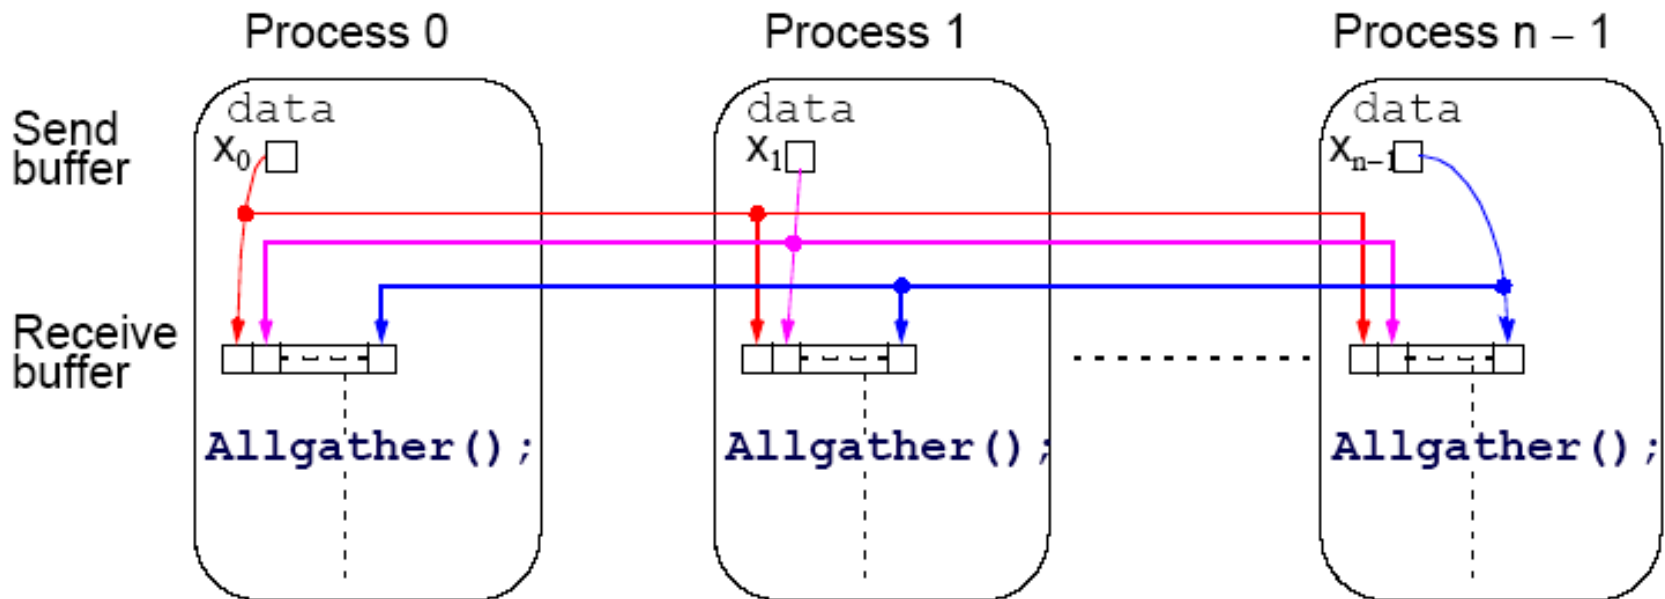 Process 0 Process 1 Process n – 1
data data data
Send buffer
x₀ x₁ xₙ₋₁
Receive buffer
Allgather(); Allgather(); Allgather();